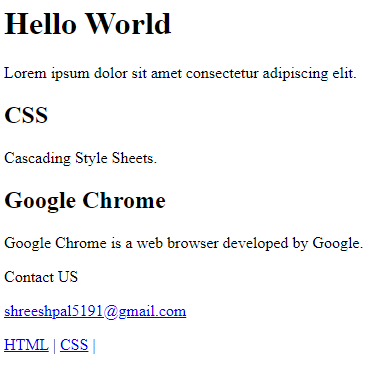 Hello World
Lorem ipsum dolor sit amet consectetur adipiscing elit.
CSS
Cascading Style Sheets.
Google Chrome
Google Chrome is a web browser developed by Google.
Contact US
shreeshpal5191@gmail.com
HTML | CSS |